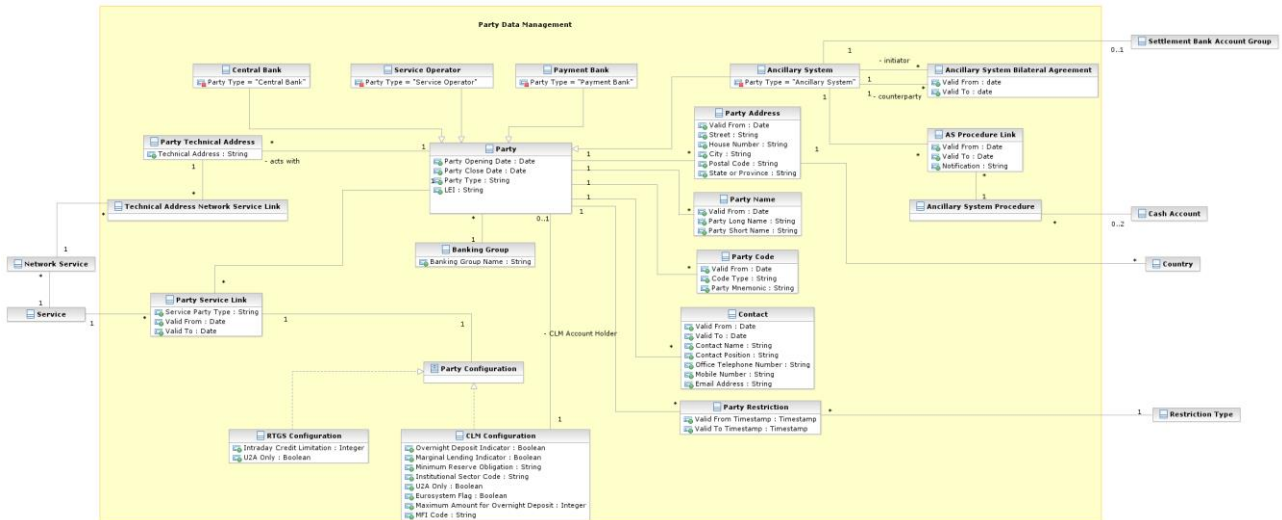 Party Data Management
Settlement Bank Account Group
1
0..1
Central Bank
Party Type = "Central Bank"
Service Operator
Party Type = "Service Operator"
Payment Bank
Party Type = "Payment Bank"
Ancillary System
Party Type = "Ancillary System"
- initiator
1
*
1
*
- counterparty
Ancillary System Bilateral Agreement
Valid From : date
Valid To : date
Party Technical Address
Technical Address : String
*
1
- acts with
Party
Party Opening Date : Date
Party Close Date : Date
Party Type : String
LEI : String
Party Address
Valid From : Date
Street : String
House Number : String
City : String
Postal Code : String
State or Province : String
AS Procedure Link
Valid From : Date
Valid To : Date
Notification : String
Technical Address Network Service Link
Party Name
Valid From : Date
Party Long Name : String
Party Short Name : String
Ancillary System Procedure
Cash Account
*
0..2
Banking Group
Banking Group Name : String
*
1
0..1
Party Code
Valid From : Date
Code Type : String
Party Mnemonic : String
Network Service
Country
Service
Party Service Link
Service Party Type : String
Valid From : Date
Valid To : Date
Contact
Valid From : Date
Valid To : Date
Contact Name : String
Contact Position : String
Office Telephone Number : String
Mobile Number : String
Email Address : String
- CLM Account Holder
Party Configuration
Party Restriction
Valid From Timestamp : Timestamp
Valid To Timestamp : Timestamp
*
1
Restriction Type
RTGS Configuration
Intraday Credit Limitation : Integer
U2A Only : Boolean
CLM Configuration
Overnight Deposit Indicator : Boolean
Marginal Lending Indicator : Boolean
Minimum Reserve Obligation : String
Institutional Sector Code : String
U2A Only : Boolean
Eurosystem Flag : Boolean
Maximum Amount for Overnight Deposit : Integer
MFI Code : String